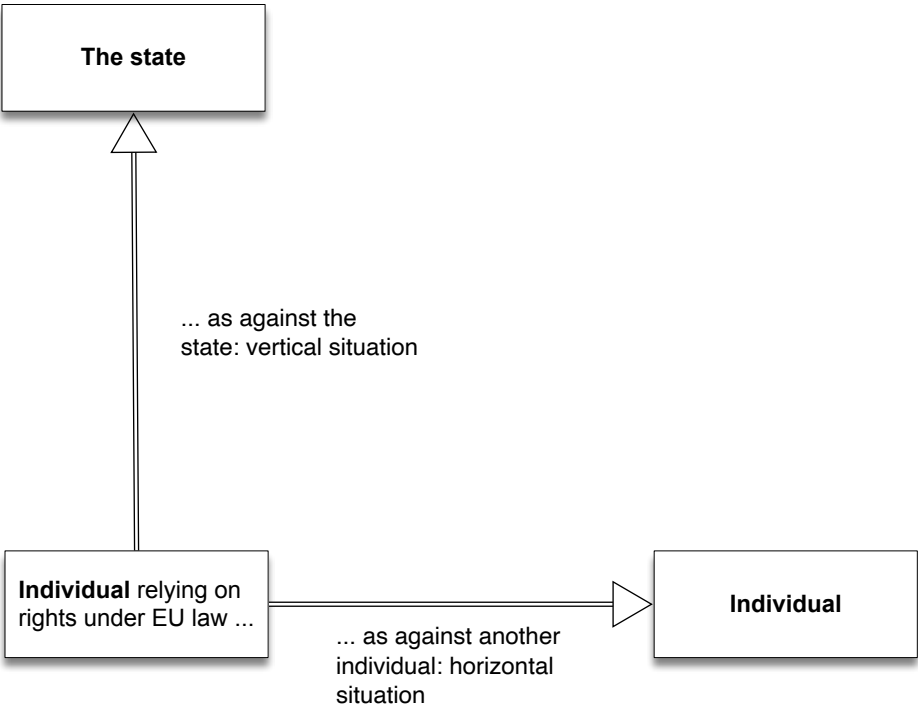 The state
... as against the
state: vertical situation
Individual relying on
rights under EU law ...
... as against another
individual: horizontal
situation
Individual